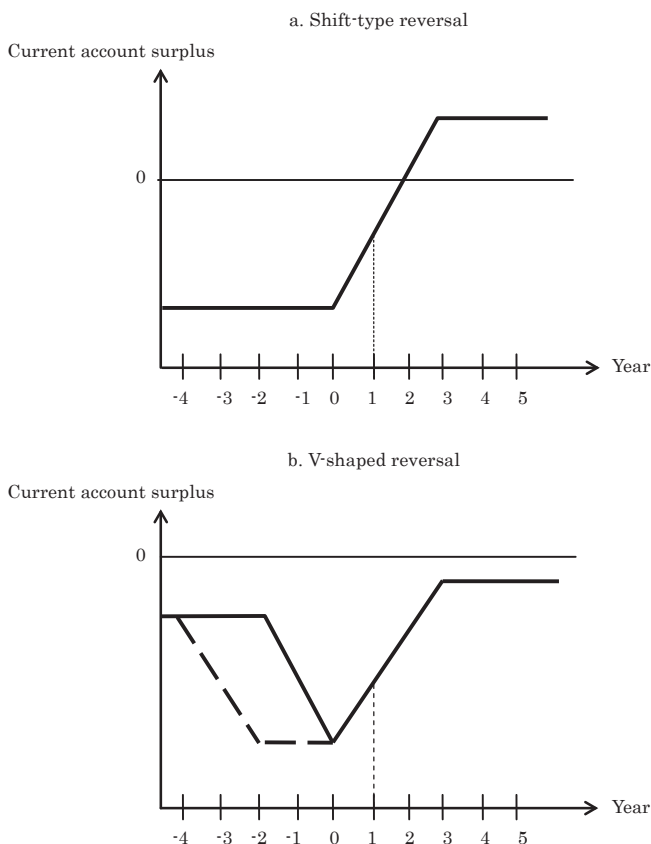 a. Shift-type reversal
Current account surplus
0
Year
-4 -3 -2 -1 0 1 2 3 4 5
b. V-shaped reversal
Current account surplus
0
Year
-4 -3 -2 -1 0 1 2 3 4 5